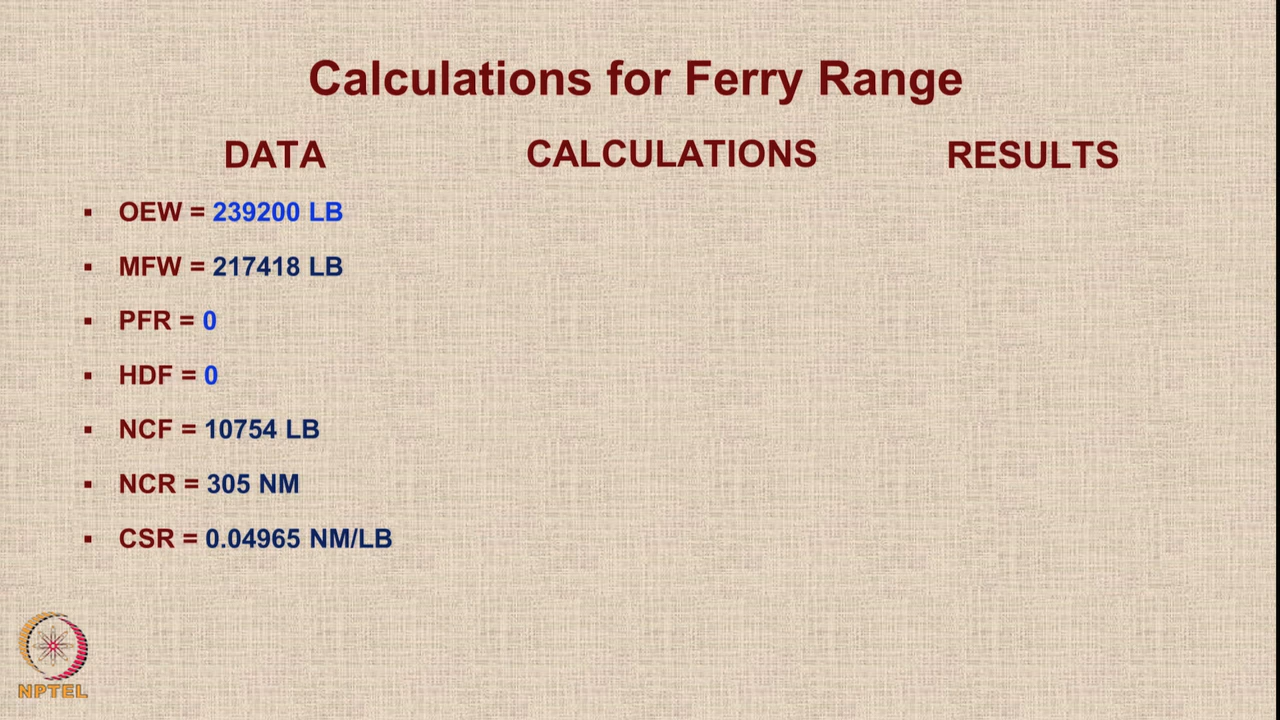 Calculations for Ferry Range
DATA CALCULATIONS RESULTS
▪ OEW = 239200 LB
▪ MFW = 217418 LB
▪ PFR = 0
▪ HDF = 0
▪ NCF = 10754 LB
▪ NCR = 305 NM
▪ CSR = 0.04965 NM/LB
NPTEL